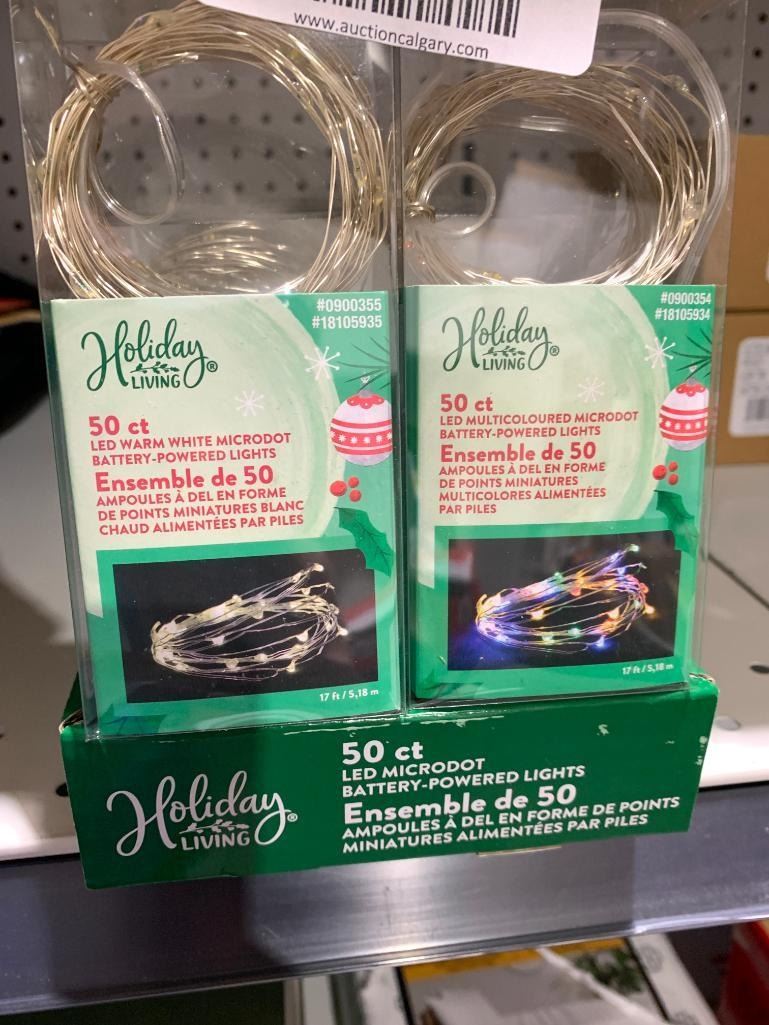 www.auctioncalgary.com
#0900355
#18105935
Holiday
LIVING®
50 ct
LED WARM WHITE MICRODOT
BATTERY-POWERED LIGHTS
Ensemble de 50
AMPOULES À DEL EN FORME
DE POINTS MINIATURES BLANC
CHAUD ALIMENTÉES PAR PILES
17 ft / 5,18 m
#0900354
#18105934
Holiday
LIVING®
50 ct
LED MULTICOLOURED MICRODOT
BATTERY-POWERED LIGHTS
Ensemble de 50
AMPOULES À DEL EN FORME
DE POINTS MINIATURES
MULTICOLORES ALIMENTÉES
PAR PILES
17 ft / 5,18 m
Holiday
LIVING®
50 ct
LED MICRODOT
BATTERY-POWERED LIGHTS
Ensemble de 50
AMPOULES À DEL EN FORME DE POINTS
MINIATURES ALIMENTÉES PAR PILES